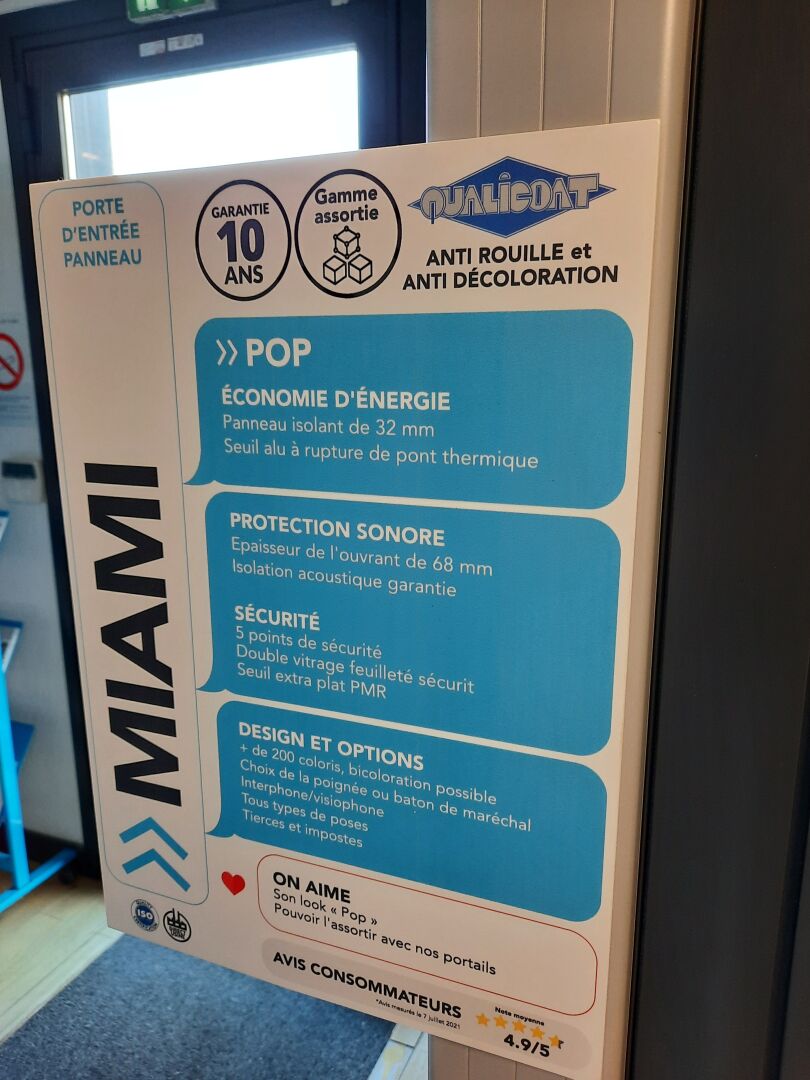 PORTE
D'ENTRÉE
PANNEAU
MIAMI
GARANTIE
10
ANS
Gamme
assortie
QUALICOAT
ANTI ROUILLE et
ANTI DÉCOLORATION
>> POP
ÉCONOMIE D'ÉNERGIE
Panneau isolant de 32 mm
Seuil alu à rupture de pont thermique
PROTECTION SONORE
Epaisseur de l'ouvrant de 68 mm
Isolation acoustique garantie
SÉCURITÉ
5 points de sécurité
Double vitrage feuilleté sécurit
Seuil extra plat PMR
DESIGN ET OPTIONS
+ de 200 coloris, bicoloration possible
Choix de la poignée ou baton de maréchal
Interphone/visiophone
Tous types de poses
Tierces et impostes
ON AIME
Son look « Pop »
Pouvoir l'assortir avec nos portails
ISO
AVIS CONSOMMATEURS
*Avis mesurés le 7 juillet 2021
Note moyenne
4.9/5